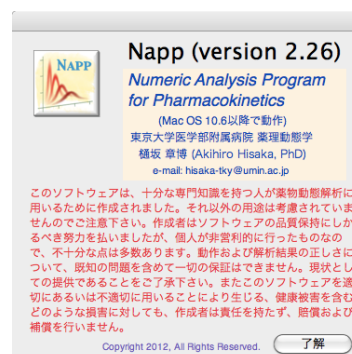 NAPP
Napp (version 2.26)
Numeric Analysis Program
for Pharmacokinetics
(Mac OS 10.6以降で動作)
東京大学医学部附属病院 薬理動態学
樋坂 章博 (Akihiro Hisaka, PhD)
e-mail: hisaka-tky@umin.ac.jp
このソフトウェアは、十分な専門知識を持つ人が薬物動態解析に
用いるために作成されました。それ以外の用途は考慮されていま
せんのでご注意下さい。作成者はソフトウェアの品質保持にしか
るべき努力を払いましたが、個人が非営利的に行ったものなの
で、不十分な点は多数あります。動作および解析結果の正しさに
ついて、既知の問題を含めて一切の保証はできません。現状とし
ての提供であることをご了承下さい。またこのソフトウェアを適
切にあるいは不適切に用いることにより生じる、健康被害を含む
どのような損害に対しても、作成者は責任を持たず、賠償および
補償を行いません。
Copyright 2012, All Rights Reserved.
了解